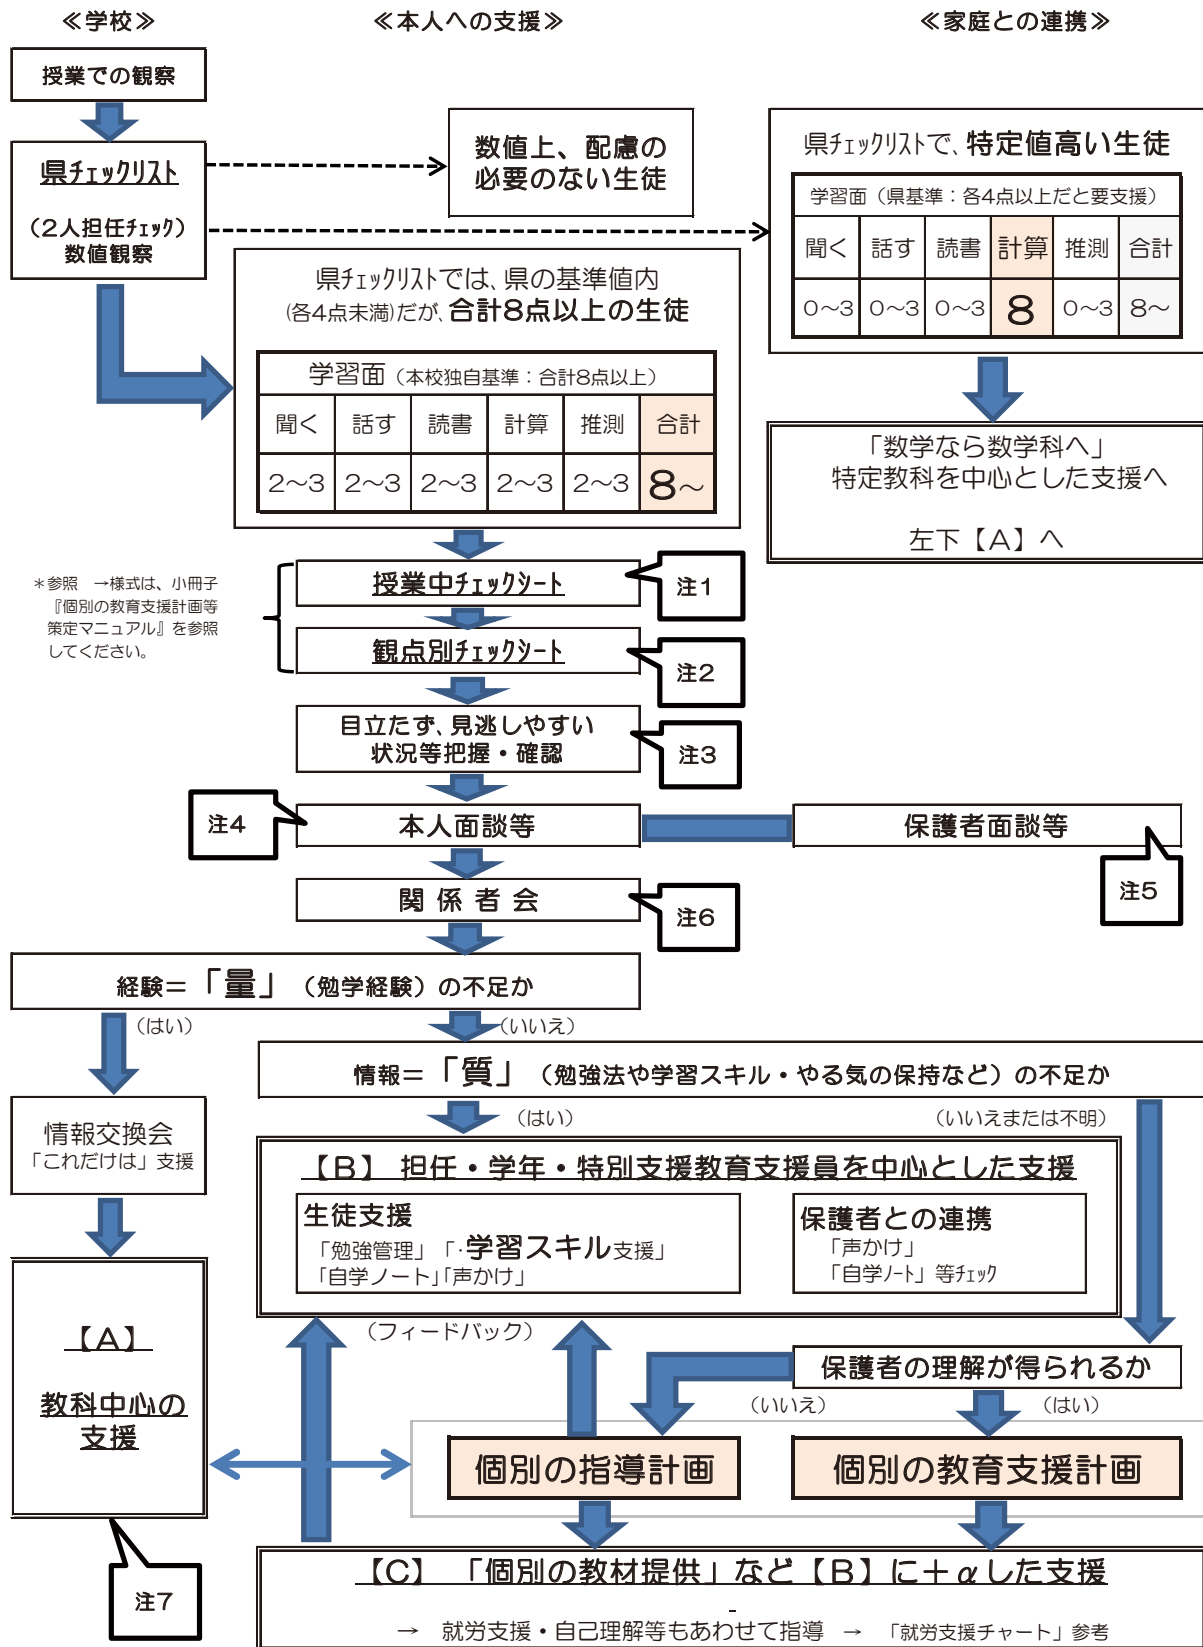 ≪学校≫
≪本人への支援≫
≪家庭との連携≫
授業での観察
県ﾁｪｯｸﾘｽﾄ
（２人担任ﾁｪｯｸ）
数値観察
数値上、配慮の
必要のない生徒
県ﾁｪｯｸﾘｽﾄで、特定値高い生徒
学習面（県基準：各4点以上だと要支援）
聞く 話す 読書 計算 推測 合計
０～３ ０～３ ０～３ 8 ０～３ ８～
県ﾁｪｯｸﾘｽﾄでは、県の基準値内
(各4点未満)だが、合計8点以上の生徒
学習面（本校独自基準：合計8点以上）
聞く 話す 読書 計算 推測 合計
２～３ ２～３ ２～３ ２～３ ２～３ 8～
「数学なら数学科へ」
特定教科を中心とした支援へ
左下【Ａ】へ
＊参照　→様式は、小冊子
『個別の教育支援計画等
策定マニュアル』を参照
してください。
授業中ﾁｪｯｸｼｰﾄ
注1
観点別ﾁｪｯｸｼｰﾄ
注2
目立たず、見逃しやすい
状況等把握・確認
注3
注4
本人面談等
保護者面談等
注5
関 係 者 会
注6
経験＝「量」（勉学経験）の不足か
（はい）
（いいえ）
情報＝「質」（勉強法や学習スキル・やる気の保持など）の不足か
（はい）
（いいえまたは不明）
情報交換会
「これだけは」支援
【Ｂ】 担任・学年・特別支援教育支援員を中心とした支援
生徒支援
「勉強管理」「･学習スキル支援」
「自学ノート」「声かけ」
保護者との連携
「声かけ」
「自学ﾉｰﾄ」等ﾁｪｯｸ
【Ａ】
教科中心の
支援
（フィードバック）
保護者の理解が得られるか
（いいえ）
（はい）
個別の指導計画
個別の教育支援計画
注7
【Ｃ】 「個別の教材提供」など【Ｂ】に＋αした支援
→　就労支援・自己理解等もあわせて指導　→　「就労支援チャート」参考